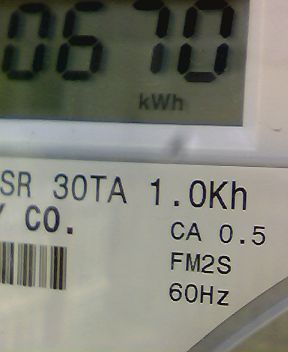 0670
kWh
SR 30TA 1.0Kh
Y CO.
CA 0.5
FM2S
60Hz